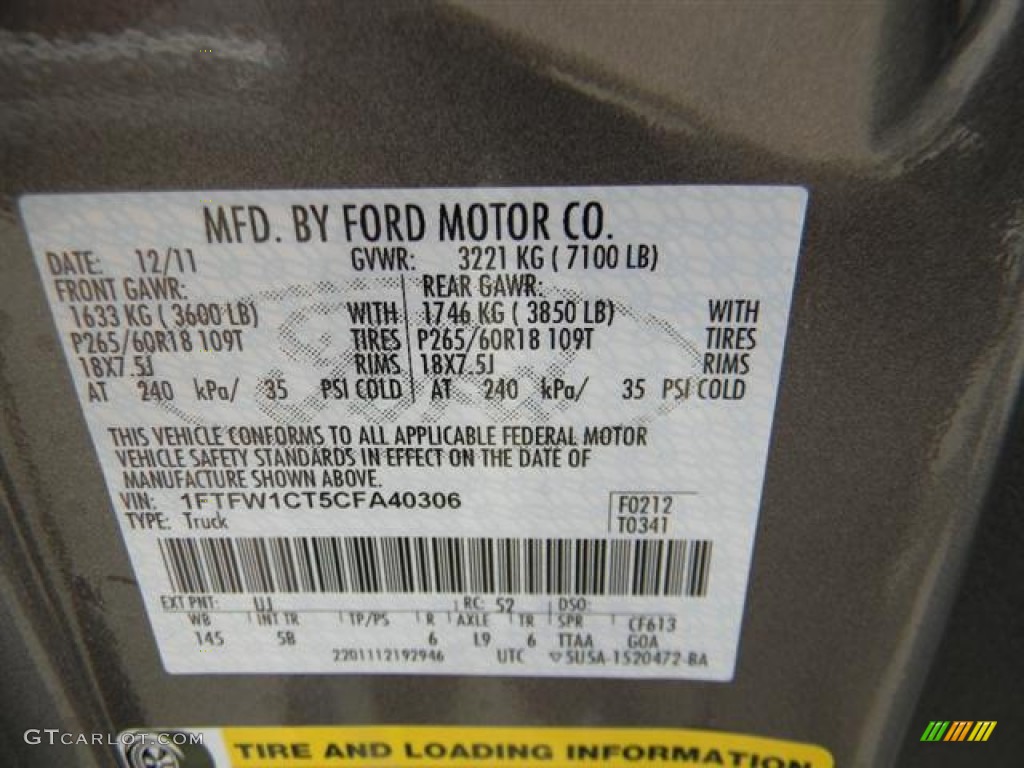 MFD. BY FORD MOTOR CO.
DATE: 12/11 GVWR: 3221 KG ( 7100 LB)
FRONT GAWR: REAR GAWR:
1633 KG ( 3600 LB) WITH 1746 KG ( 3850 LB) WITH
P265/60R18 109T TIRES P265/60R18 109T TIRES
18X7.5J RIMS 18X7.5J RIMS
AT 240 kPa/ 35 PSI COLD AT 240 kPa/ 35 PSI COLD
THIS VEHICLE CONFORMS TO ALL APPLICABLE FEDERAL MOTOR
VEHICLE SAFETY STANDARDS IN EFFECT ON THE DATE OF
MANUFACTURE SHOWN ABOVE.
VIN: 1FTFW1CT5CFA40306 F0212
TYPE: Truck T0341
EXT PNT: UJ RC: 52 DSO:
WB INT TR TP/PS R AXLE TR SPR CF613
145 5B 6 L9 6 TTAA GOA
2201112192946 UTC ▽5U5A-1520472-BA
TIRE AND LOADING INFORMATION
GTCARLOT.COM